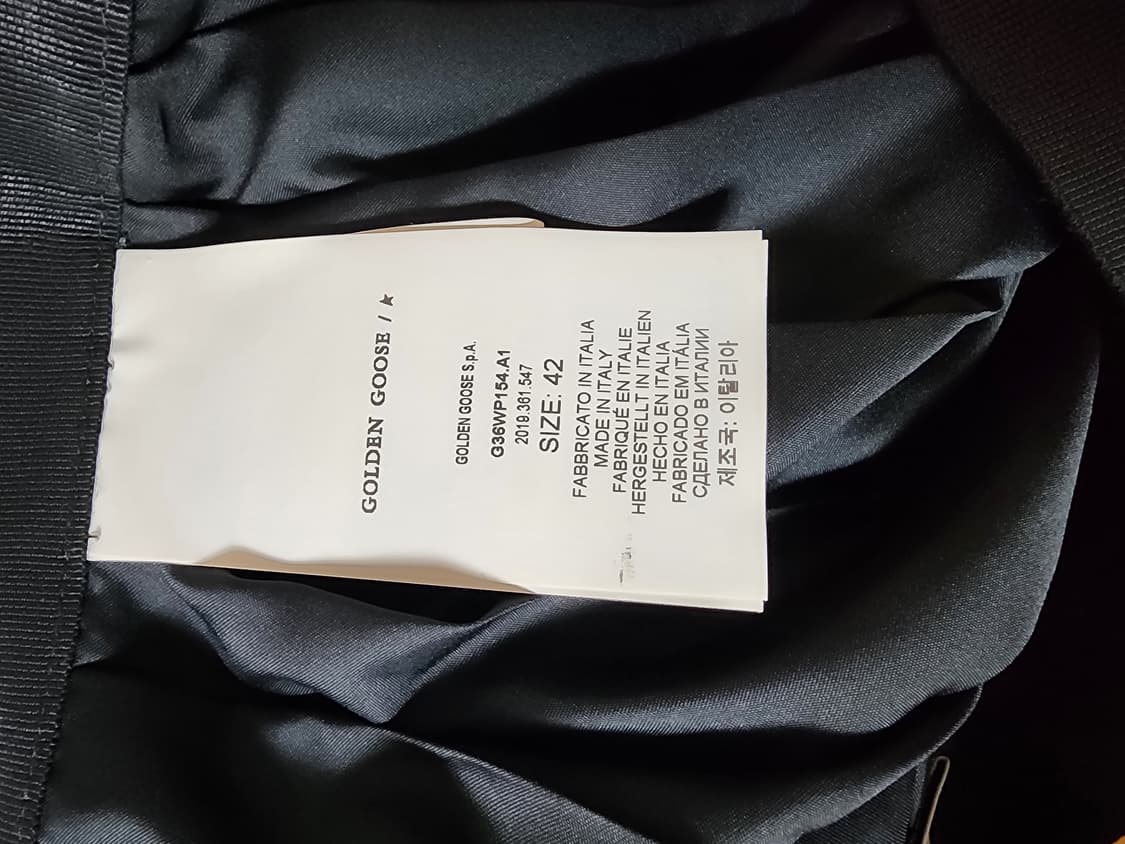 GOLDEN GOOSE / ★
GOLDEN GOOSE S.p.A.
G36WP154.A1
2019.361.547
SIZE: 42
FABBRICATO IN ITALIA
MADE IN ITALY
FABRIQUÉ EN ITALIE
HERGESTELLT IN ITALIEN
HECHO EN ITALIA
FABRICADO EM ITÁLIA
СДЕЛАНО В ИТАЛИИ
제조국: 이탈리아